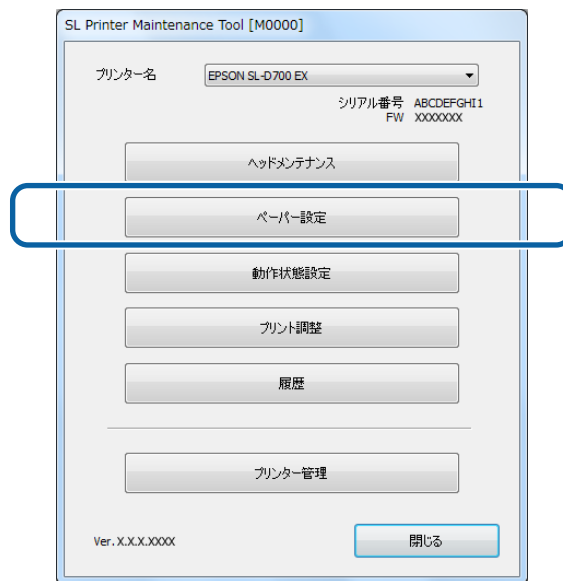 SL Printer Maintenance Tool [M0000]
プリンター名 EPSON SL-D700 EX
シリアル番号 ABCDEFGHI1
FW XXXXXXX
ヘッドメンテナンス
ペーパー設定
動作状態設定
プリント調整
履歴
プリンター管理
Ver. X.X.X.XXXX 閉じる